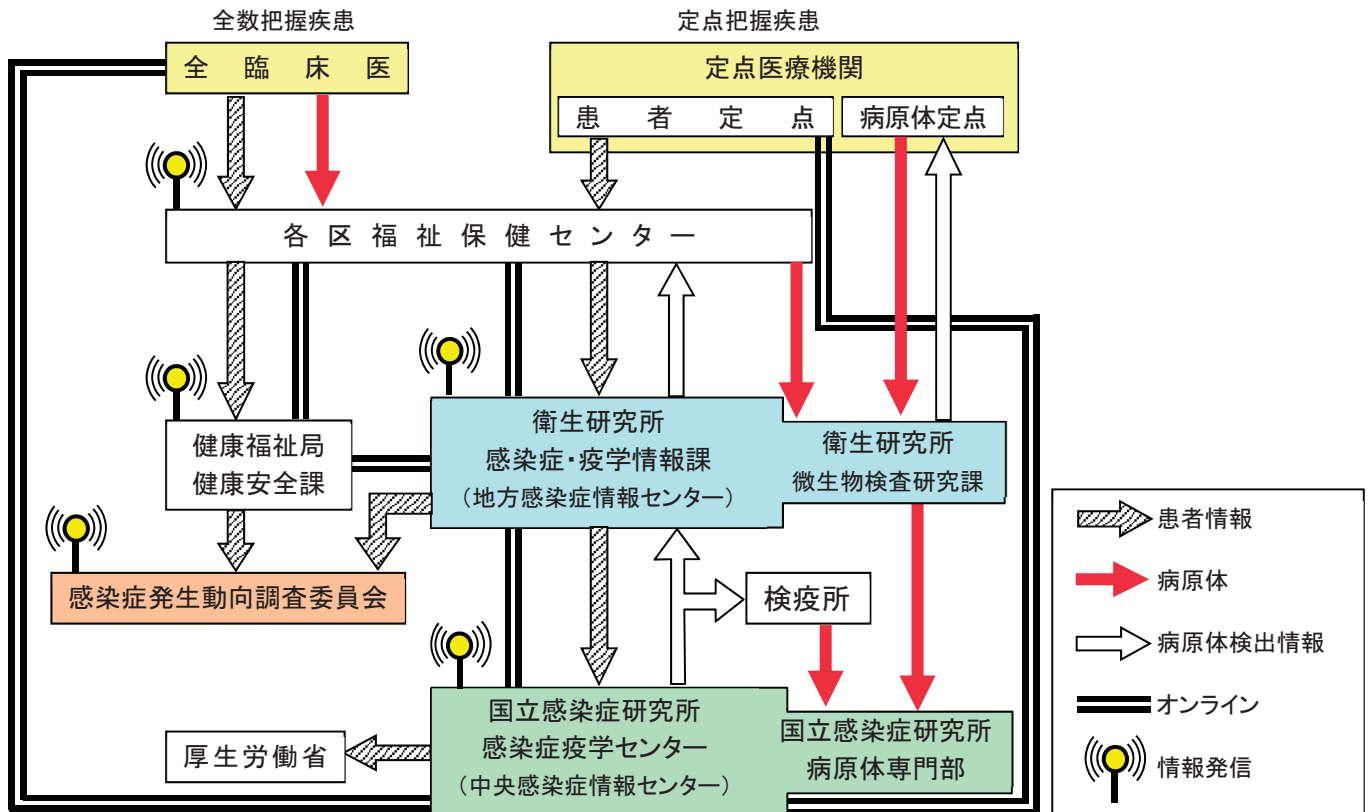 全数把握疾患
定点把握疾患
全臨床医
定点医療機関
患者定点
病原体定点
各区福祉保健センター
健康福祉局
健康安全課
衛生研究所
感染症・疫学情報課
(地方感染症情報センター)
衛生研究所
微生物検査研究課
感染症発生動向調査委員会
検疫所
厚生労働省
国立感染症研究所
感染症疫学センター
(中央感染症情報センター)
国立感染症研究所
病原体専門部
患者情報
病原体
病原体検出情報
オンライン
情報発信